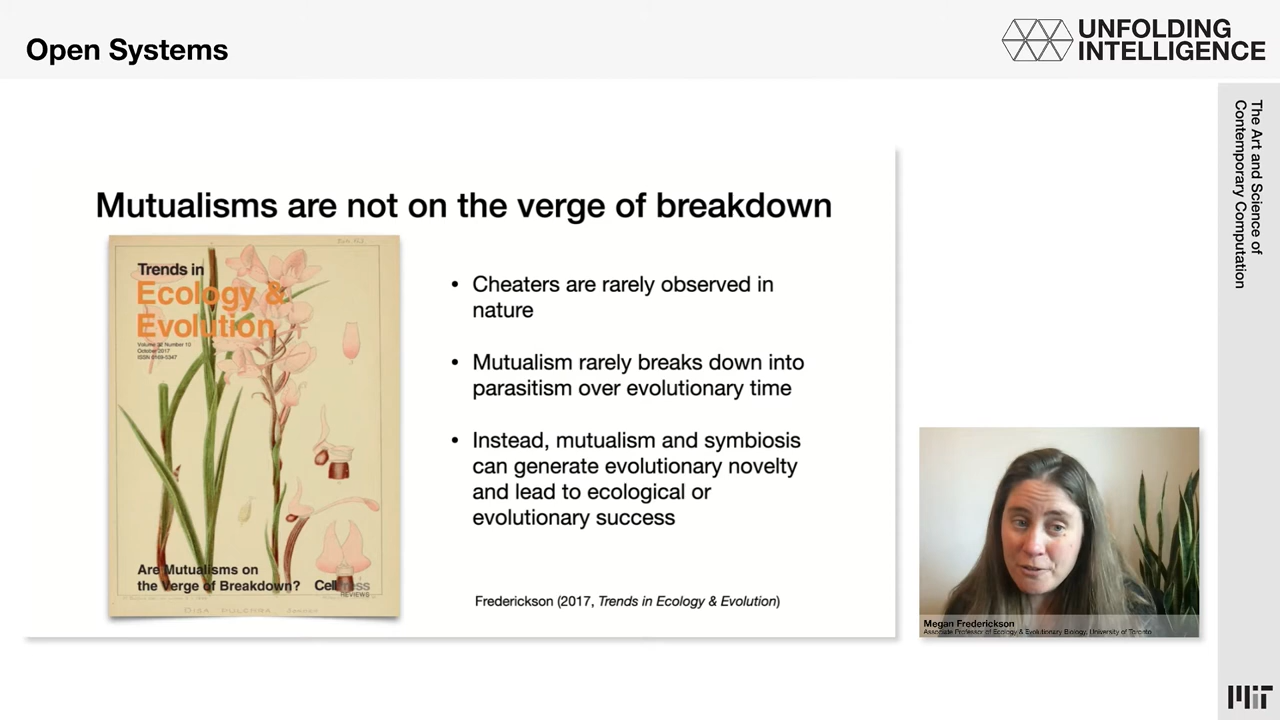 Open Systems
UNFOLDING
INTELLIGENCE
The Art and Science of
Contemporary Computation
Mutualisms are not on the verge of breakdown
Trends in
Ecology &
Evolution
Volume 32 Number 10
October 2017
ISSN 0169-5347
Are Mutualisms on
the Verge of Breakdown?
CellPress
REVIEWS
DISA PULCHRA
• Cheaters are rarely observed in
nature
• Mutualism rarely breaks down into
parasitism over evolutionary time
• Instead, mutualism and symbiosis
can generate evolutionary novelty
and lead to ecological or
evolutionary success
Frederickson (2017, Trends in Ecology & Evolution)
Megan Frederickson
Associate Professor of Ecology & Evolutionary Biology, University of Toronto
MIT